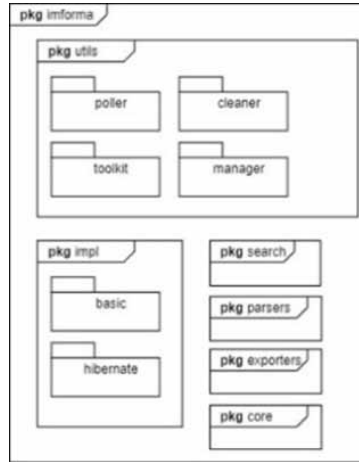 pkg imforma
pkg utils
poller cleaner
toolkit manager
pkg impl pkg search
basic pkg parsers
hibernate pkg exporters
pkg core